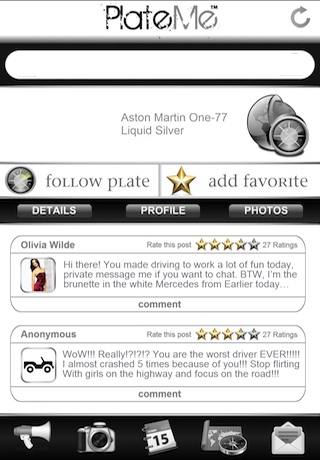 PlateMe™
Aston Martin One-77
Liquid Silver
FOLLOW PLATE
ADD FAVORITE
DETAILS
PROFILE
PHOTOS
Olivia Wilde Rate this post 27 Ratings
Hi there! You made driving to work a lot of fun today,
private message me if you want to chat. BTW, I'm the
brunette in the white Mercedes from Earlier today...
comment
Anonymous Rate this post 27 Ratings
WoW!!! Really!?!?!? You are the worst driver EVER!!!!!
I almost crashed 5 times because of you!!! Stop flirting
With girls on the highway and focus on the road!!!
comment
15